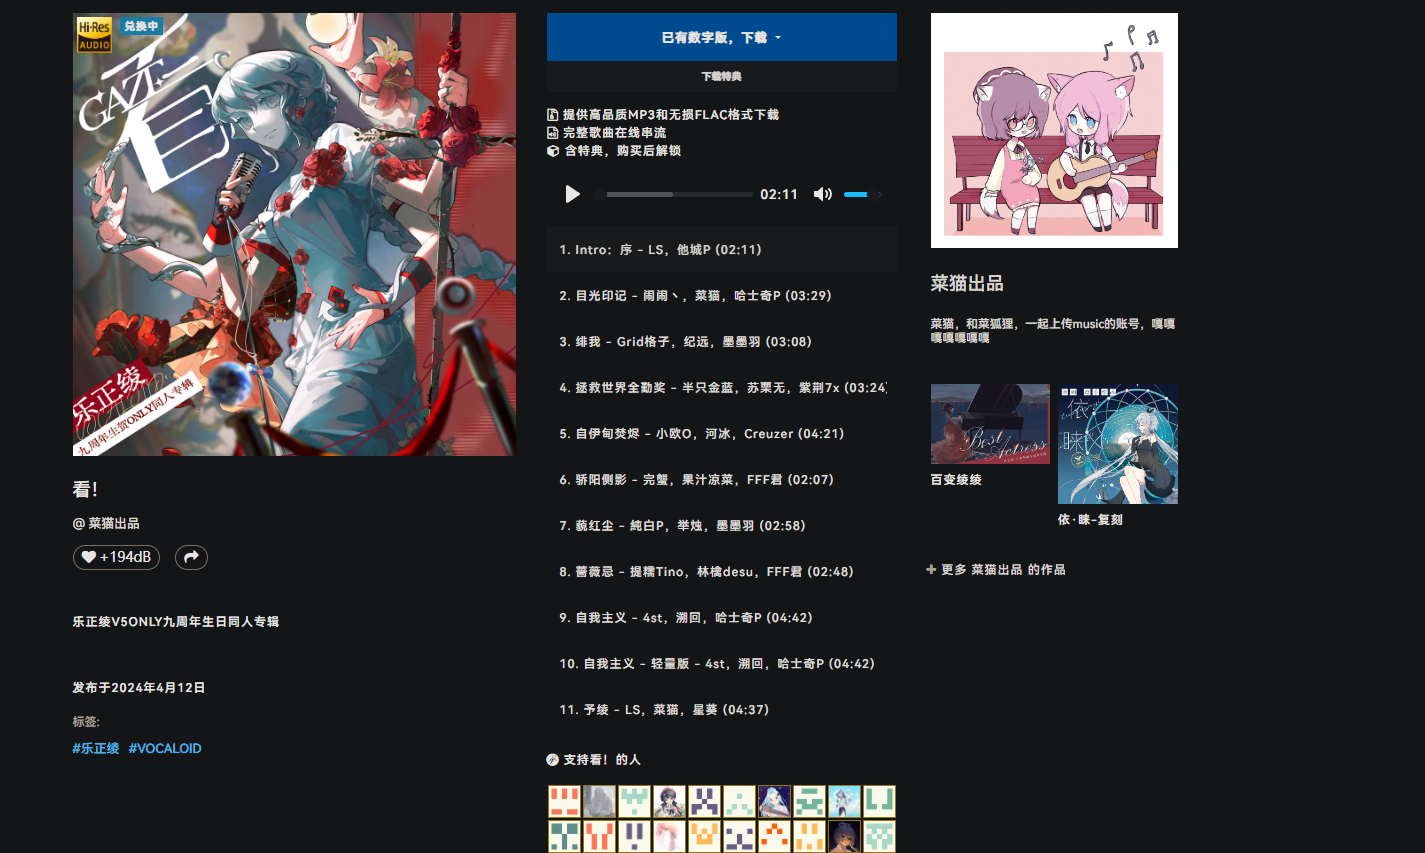 Hi-Res
AUDIO
兑换中
GAZE
看
乐正绫
九周年生贺ONLY同人专辑
看！
@ 菜猫出品
+194dB
乐正绫V5ONLY九周年生日同人专辑
发布于2024年4月12日
标签:
#乐正绫 #VOCALOID
已有数字版，下载
下载特典
提供高品质MP3和无损FLAC格式下载
完整歌曲在线串流
含特典，购买后解锁
02:11
1. Intro：序 – LS，他城P (02:11)
2. 目光印记 – 闹闹丶，菜猫，哈士奇P (03:29)
3. 绯我 – Grid格子，纪远，墨墨羽 (03:08)
4. 拯救世界全勤奖 – 半只金蓝，苏栗无，紫荆7x (03:24)
5. 自伊甸焚烬 – 小欧O，河冰，Creuzer (04:21)
6. 骄阳侧影 – 完蟹，果汁凉菜，FFF君 (02:07)
7. 藐红尘 – 純白P，举烛，墨墨羽 (02:58)
8. 蔷薇忌 – 提糯Tino，林檎desu，FFF君 (02:48)
9. 自我主义 – 4st，溯回，哈士奇P (04:42)
10. 自我主义 – 轻量版 – 4st，溯回，哈士奇P (04:42)
11. 予绫 – LS，菜猫，星葵 (04:37)
支持看！的人
菜猫出品
菜猫，和菜狐狸，一起上传music的账号，嘎嘎
嘎嘎嘎嘎嘎
Best
Actress
百变绫绫
依
睐
依·睐-复刻
更多 菜猫出品 的作品